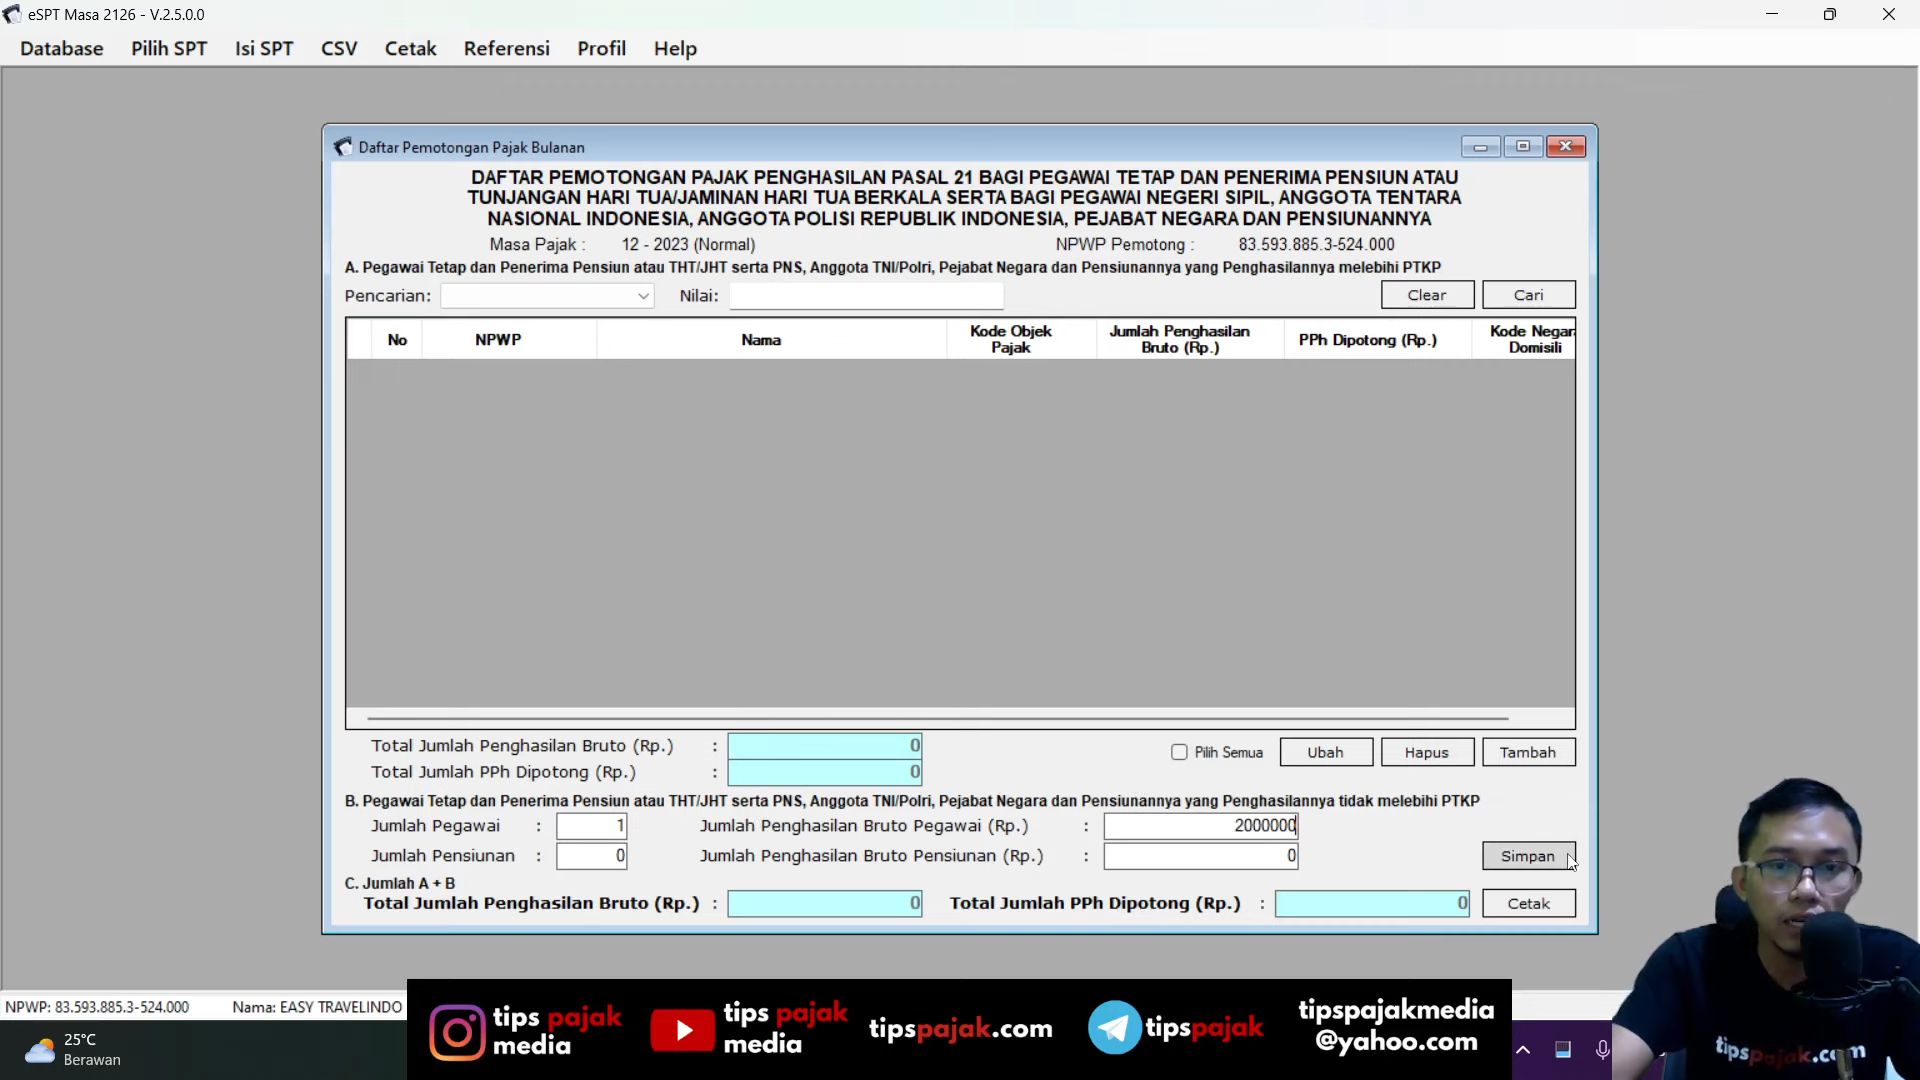 eSPT Masa 2126 - V.2.5.0.0
Database Pilih SPT Isi SPT CSV Cetak Referensi Profil Help
Daftar Pemotongan Pajak Bulanan
DAFTAR PEMOTONGAN PAJAK PENGHASILAN PASAL 21 BAGI PEGAWAI TETAP DAN PENERIMA PENSIUN ATAU
TUNJANGAN HARI TUA/JAMINAN HARI TUA BERKALA SERTA BAGI PEGAWAI NEGERI SIPIL, ANGGOTA TENTARA
NASIONAL INDONESIA, ANGGOTA POLISI REPUBLIK INDONESIA, PEJABAT NEGARA DAN PENSIUNANNYA
Masa Pajak : 12 - 2023 (Normal) NPWP Pemotong : 83.593.885.3-524.000
A. Pegawai Tetap dan Penerima Pensiun atau THT/JHT serta PNS, Anggota TNI/Polri, Pejabat Negara dan Pensiunannya yang Penghasilannya melebihi PTKP
Pencarian: Nilai: Clear Cari
No NPWP Nama Kode Objek Pajak Jumlah Penghasilan Bruto (Rp.) PPh Dipotong (Rp.) Kode Negar Domisili
Total Jumlah Penghasilan Bruto (Rp.) : 0
Pilih Semua Ubah Hapus Tambah
Total Jumlah PPh Dipotong (Rp.) : 0
B. Pegawai Tetap dan Penerima Pensiun atau THT/JHT serta PNS, Anggota TNI/Polri, Pejabat Negara dan Pensiunannya yang Penghasilannya tidak melebihi PTKP
Jumlah Pegawai : 1 Jumlah Penghasilan Bruto Pegawai (Rp.) : 2000000
Jumlah Pensiunan : 0 Jumlah Penghasilan Bruto Pensiunan (Rp.) : 0 Simpan
C. Jumlah A + B
Total Jumlah Penghasilan Bruto (Rp.) : 0 Total Jumlah PPh Dipotong (Rp.) : 0 Cetak
NPWP: 83.593.885.3-524.000 Nama: EASY TRAVELINDO
25°C
Berawan
tips pajak
media
tips pajak
media
tipspajak.com
tipspajak
tipspajakmedia
@yahoo.com
tipspajak.com